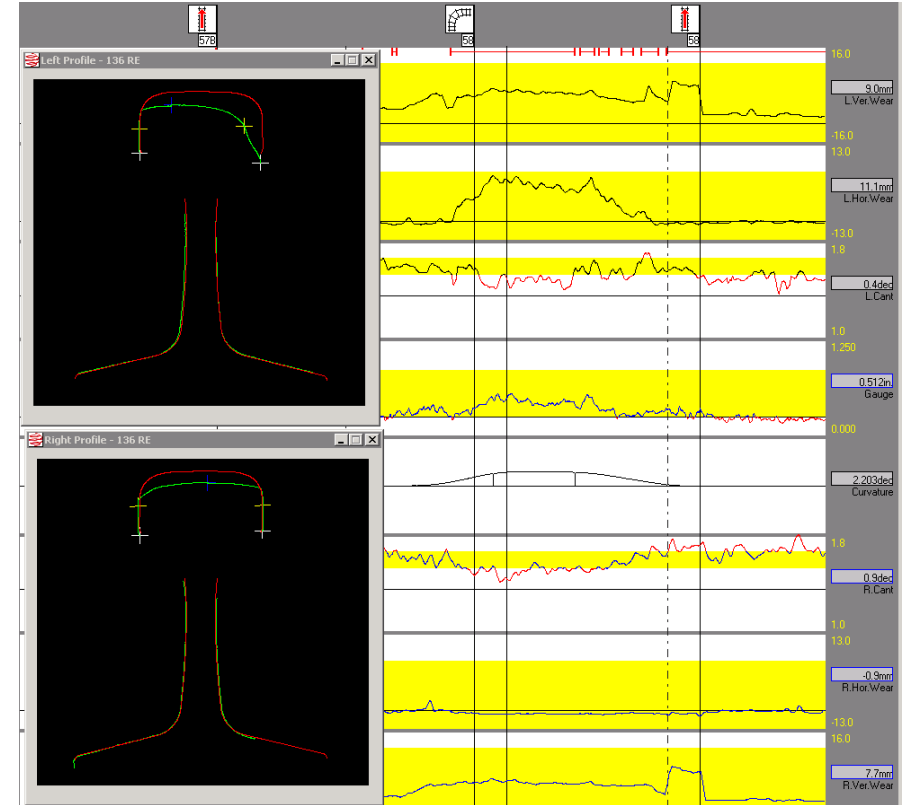 57B
58
58
Left Profile - 136 RE
16.0
9.0mm
L.Ver.Wear
-16.0
13.0
11.1mm
L.Hor.Wear
-13.0
1.8
0.4deg
L.Cant
1.0
1.250
0.512in.
Gauge
0.000
Right Profile - 136 RE
2.203deg
Curvature
1.8
0.9deg
R.Cant
1.0
13.0
-0.9mm
R.Hor.Wear
-13.0
16.0
7.7mm
R.Ver.Wear